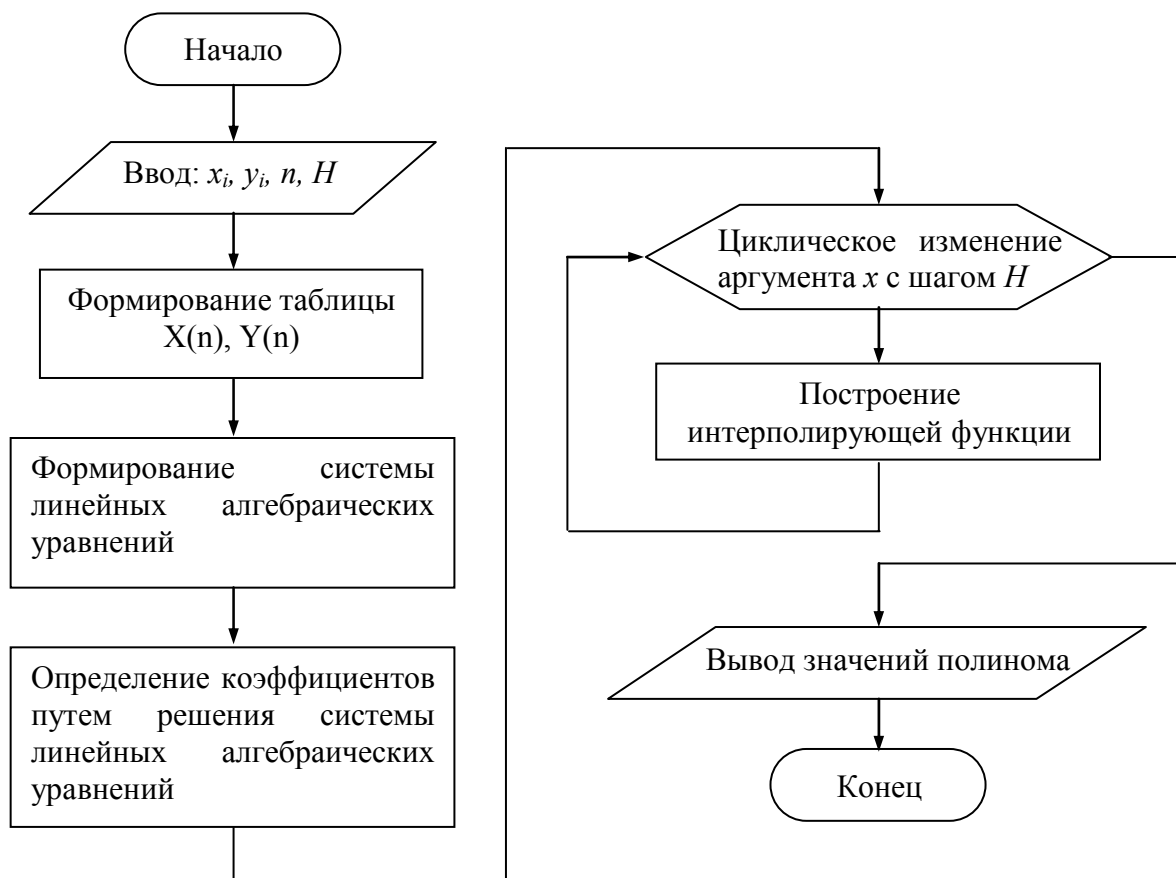 Начало
Ввод: xᵢ, yᵢ, n, H
Формирование таблицы
X(n), Y(n)
Формирование системы
линейных алгебраических
уравнений
Определение коэффициентов
путем решения системы
линейных алгебраических
уравнений
Циклическое изменение
аргумента x с шагом H
Построение
интерполирующей функции
Вывод значений полинома
Конец